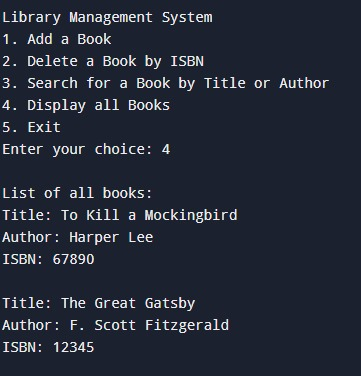 Library Management System
1. Add a Book
2. Delete a Book by ISBN
3. Search for a Book by Title or Author
4. Display all Books
5. Exit
Enter your choice: 4
List of all books:
Title: To Kill a Mockingbird
Author: Harper Lee
ISBN: 67890
Title: The Great Gatsby
Author: F. Scott Fitzgerald
ISBN: 12345